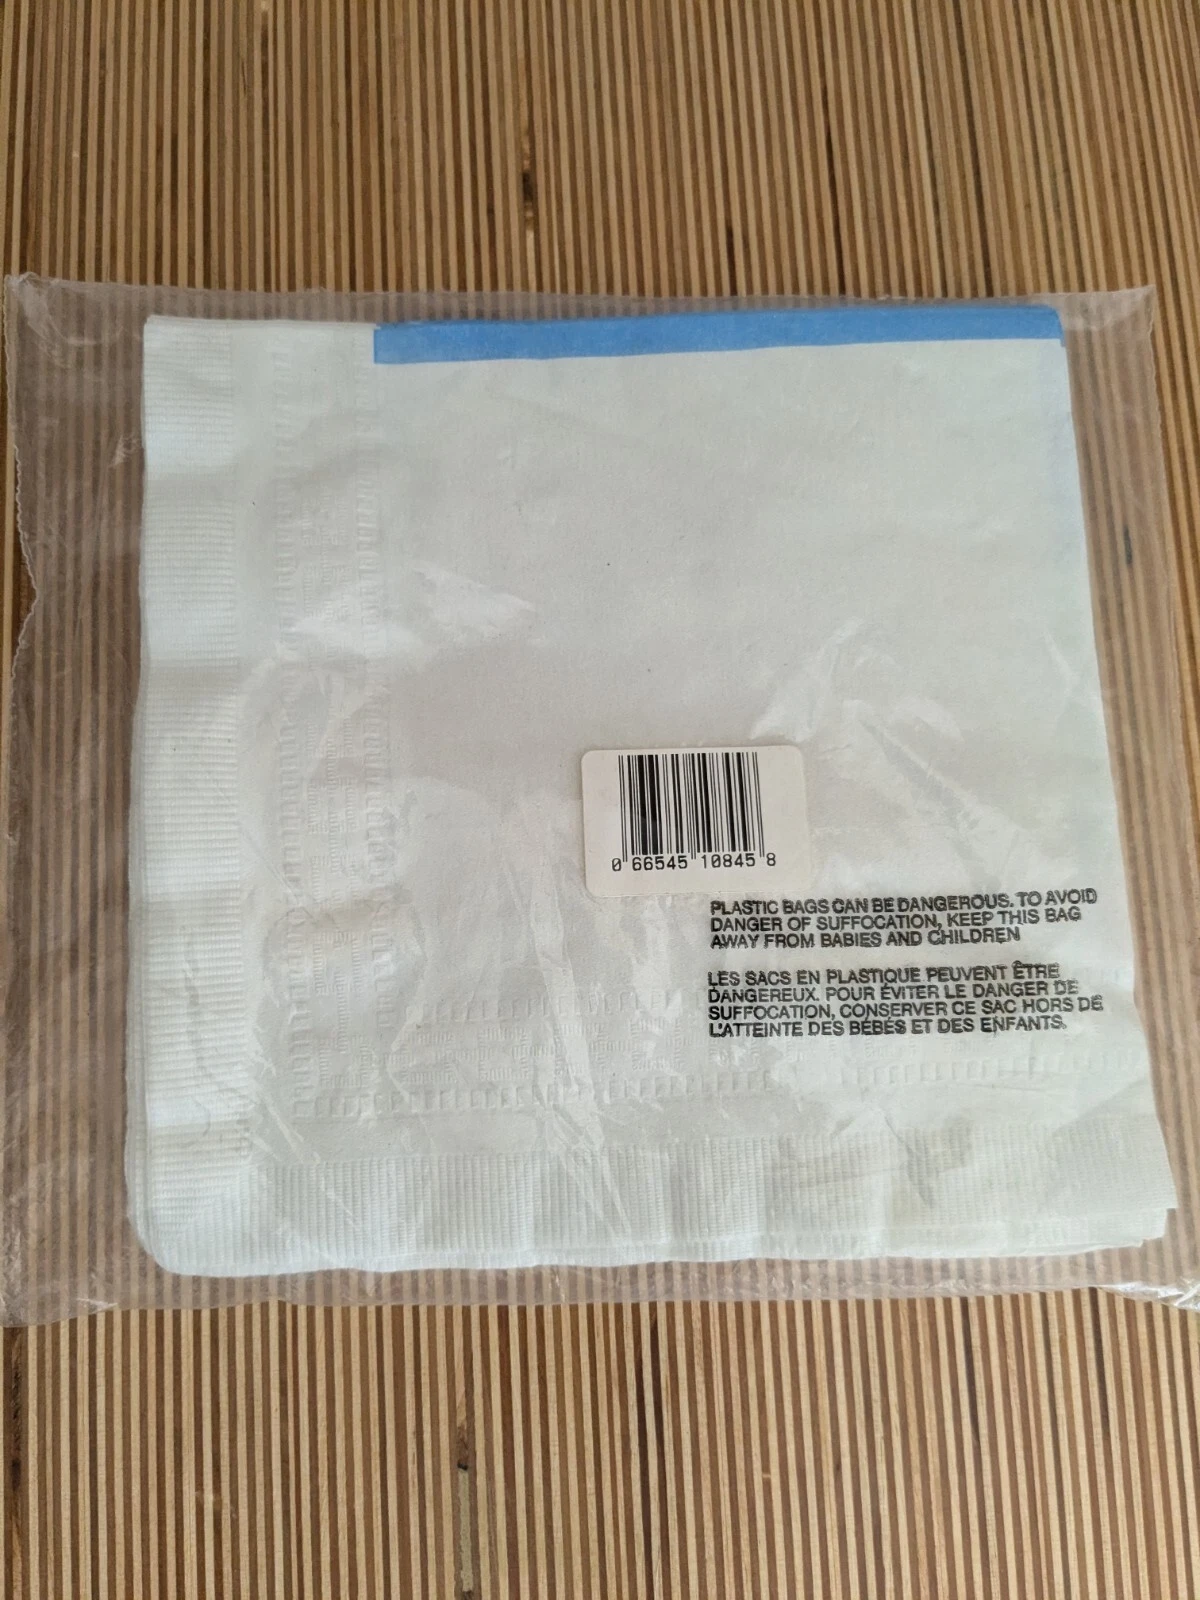 0 66545 10845 8
PLASTIC BAGS CAN BE DANGEROUS. TO AVOID
DANGER OF SUFFOCATION, KEEP THIS BAG
AWAY FROM BABIES AND CHILDREN
LES SACS EN PLASTIQUE PEUVENT ÊTRE
DANGEREUX. POUR ÉVITER LE DANGER DE
SUFFOCATION, CONSERVER CE SAC HORS DE
L'ATTEINTE DES BÉBÉS ET DES ENFANTS.